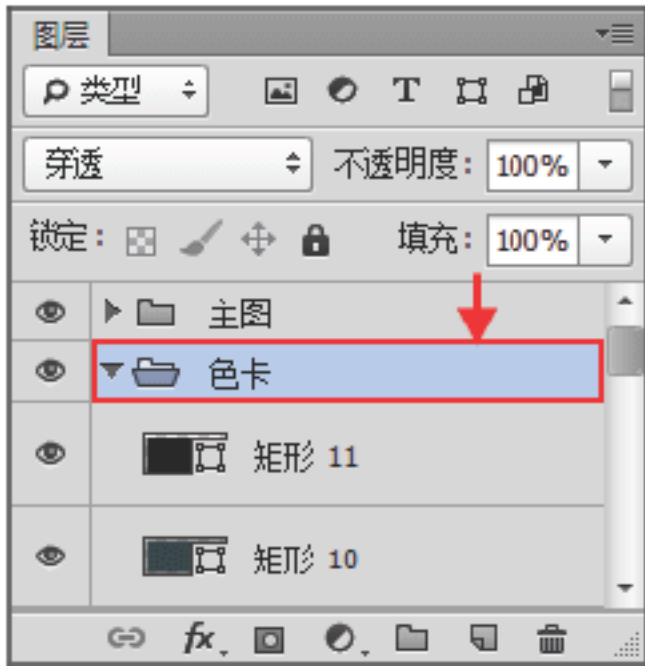 图层
类型 T
穿透 不透明度: 100%
锁定: 填充: 100%
主图
色卡
矩形 11
矩形 10
fx.